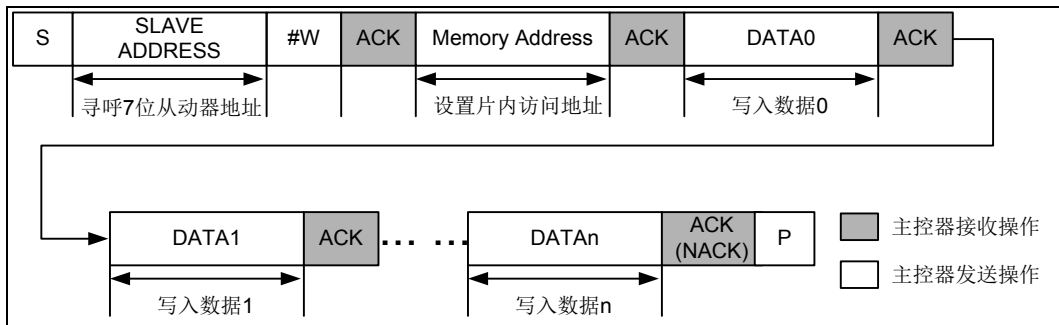 S
SLAVE
ADDRESS
#W
ACK
Memory Address
ACK
DATA0
ACK
寻呼7位从动器地址
设置片内访问地址
写入数据0
DATA1
ACK
... ...
DATAn
ACK
(NACK)
P
主控器接收操作
主控器发送操作
写入数据1
写入数据n